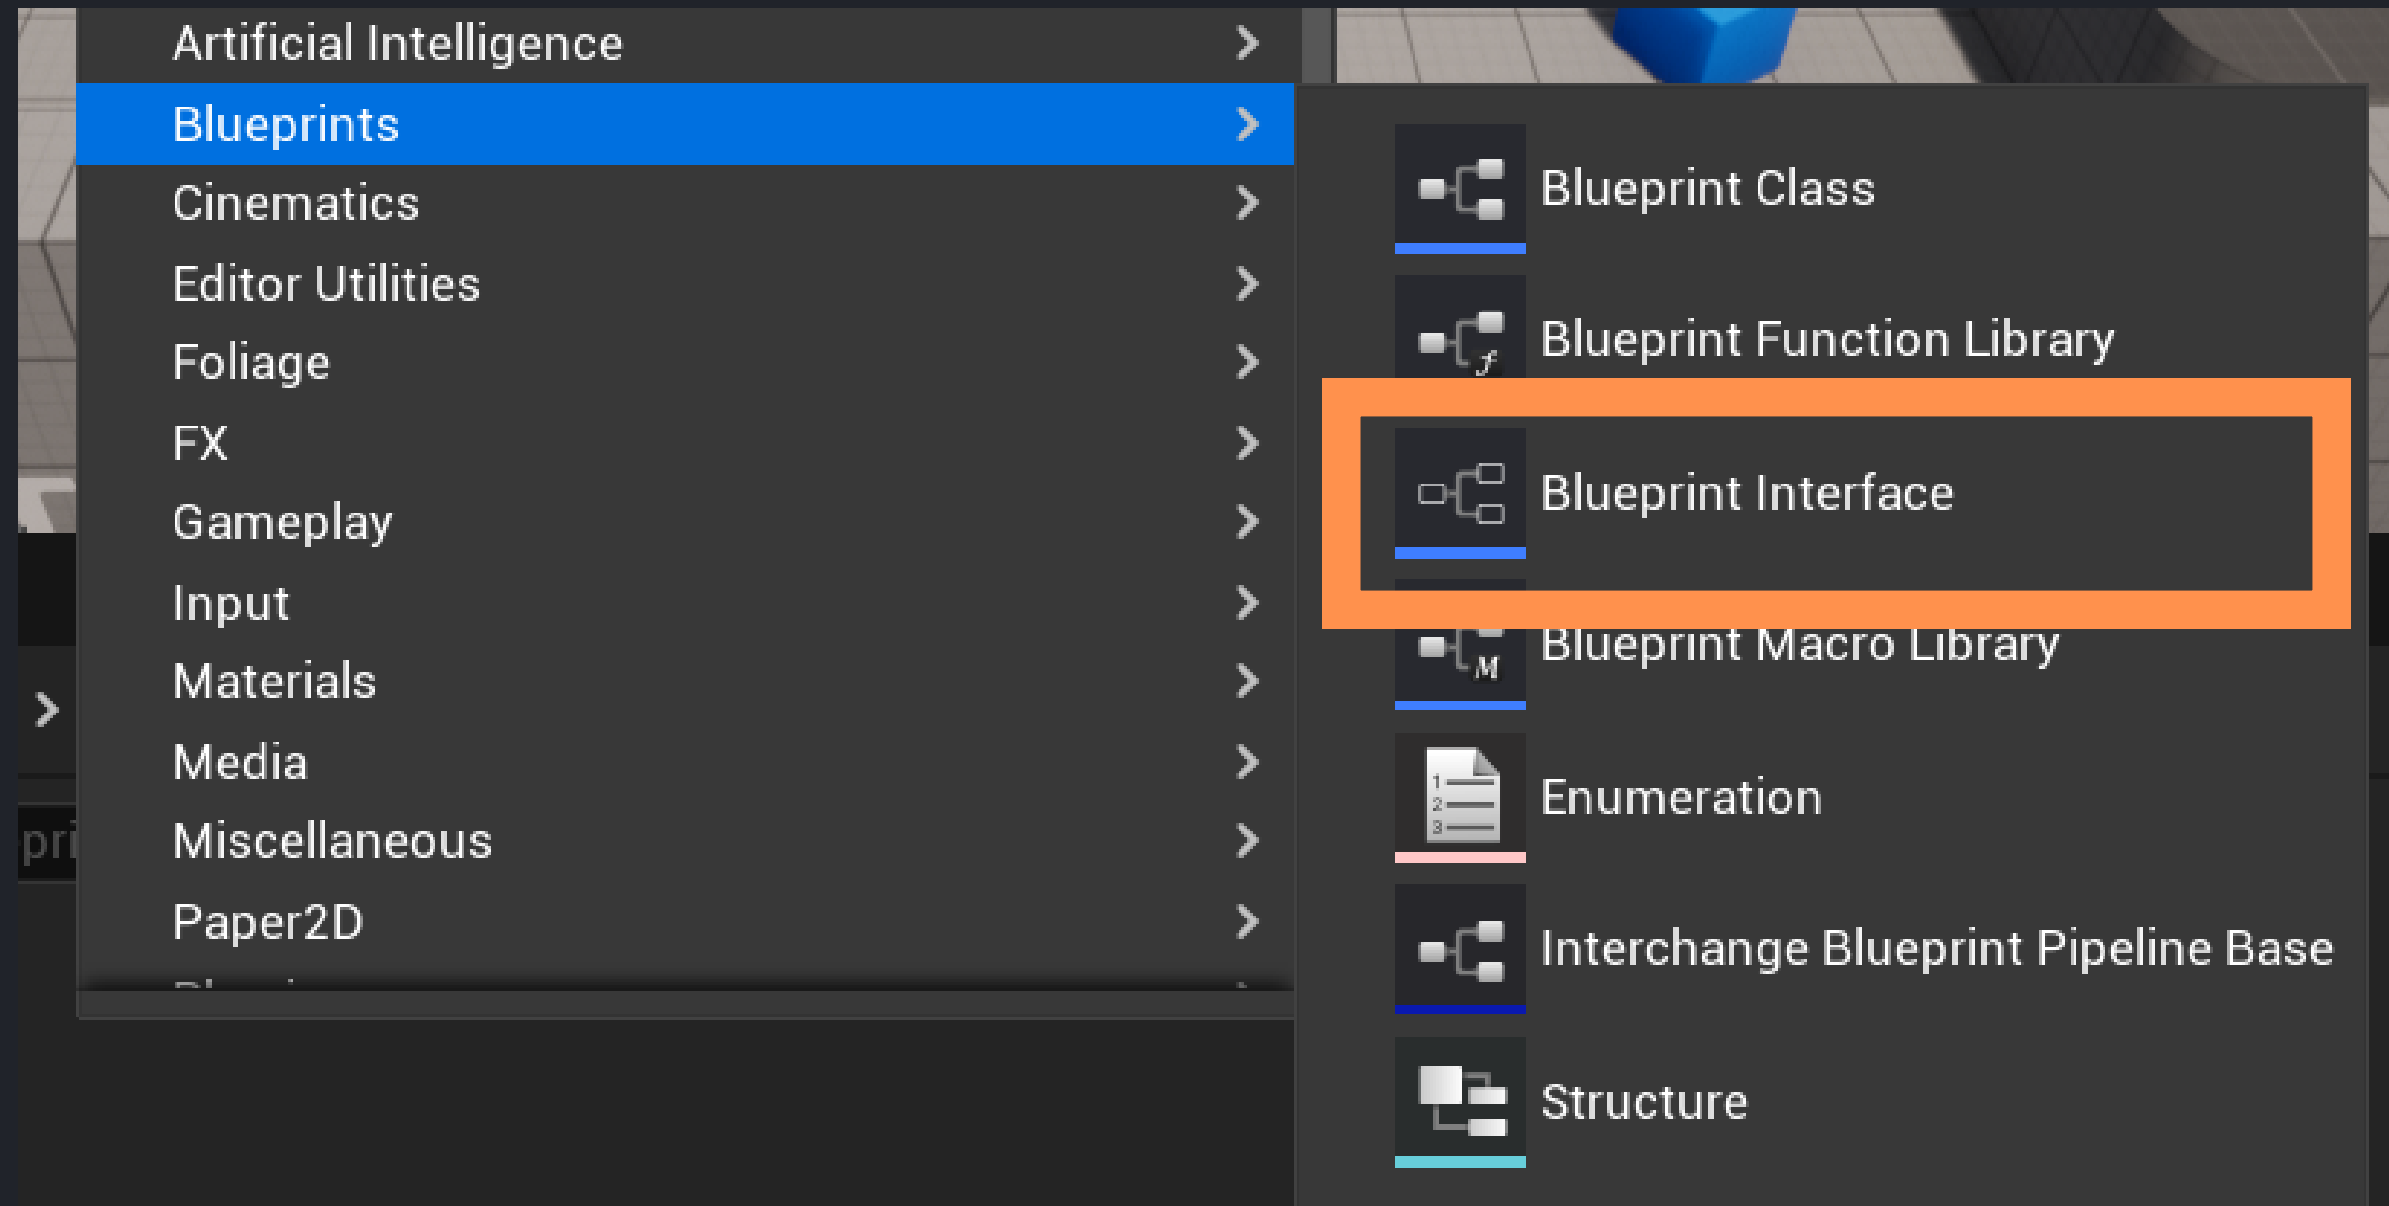 Artificial Intelligence
Blueprints
Cinematics
Editor Utilities
Foliage
FX
Gameplay
Input
Materials
Media
Miscellaneous
Paper2D
Blueprint Class
Blueprint Function Library
Blueprint Interface
Blueprint Macro Library
Enumeration
Interchange Blueprint Pipeline Base
Structure